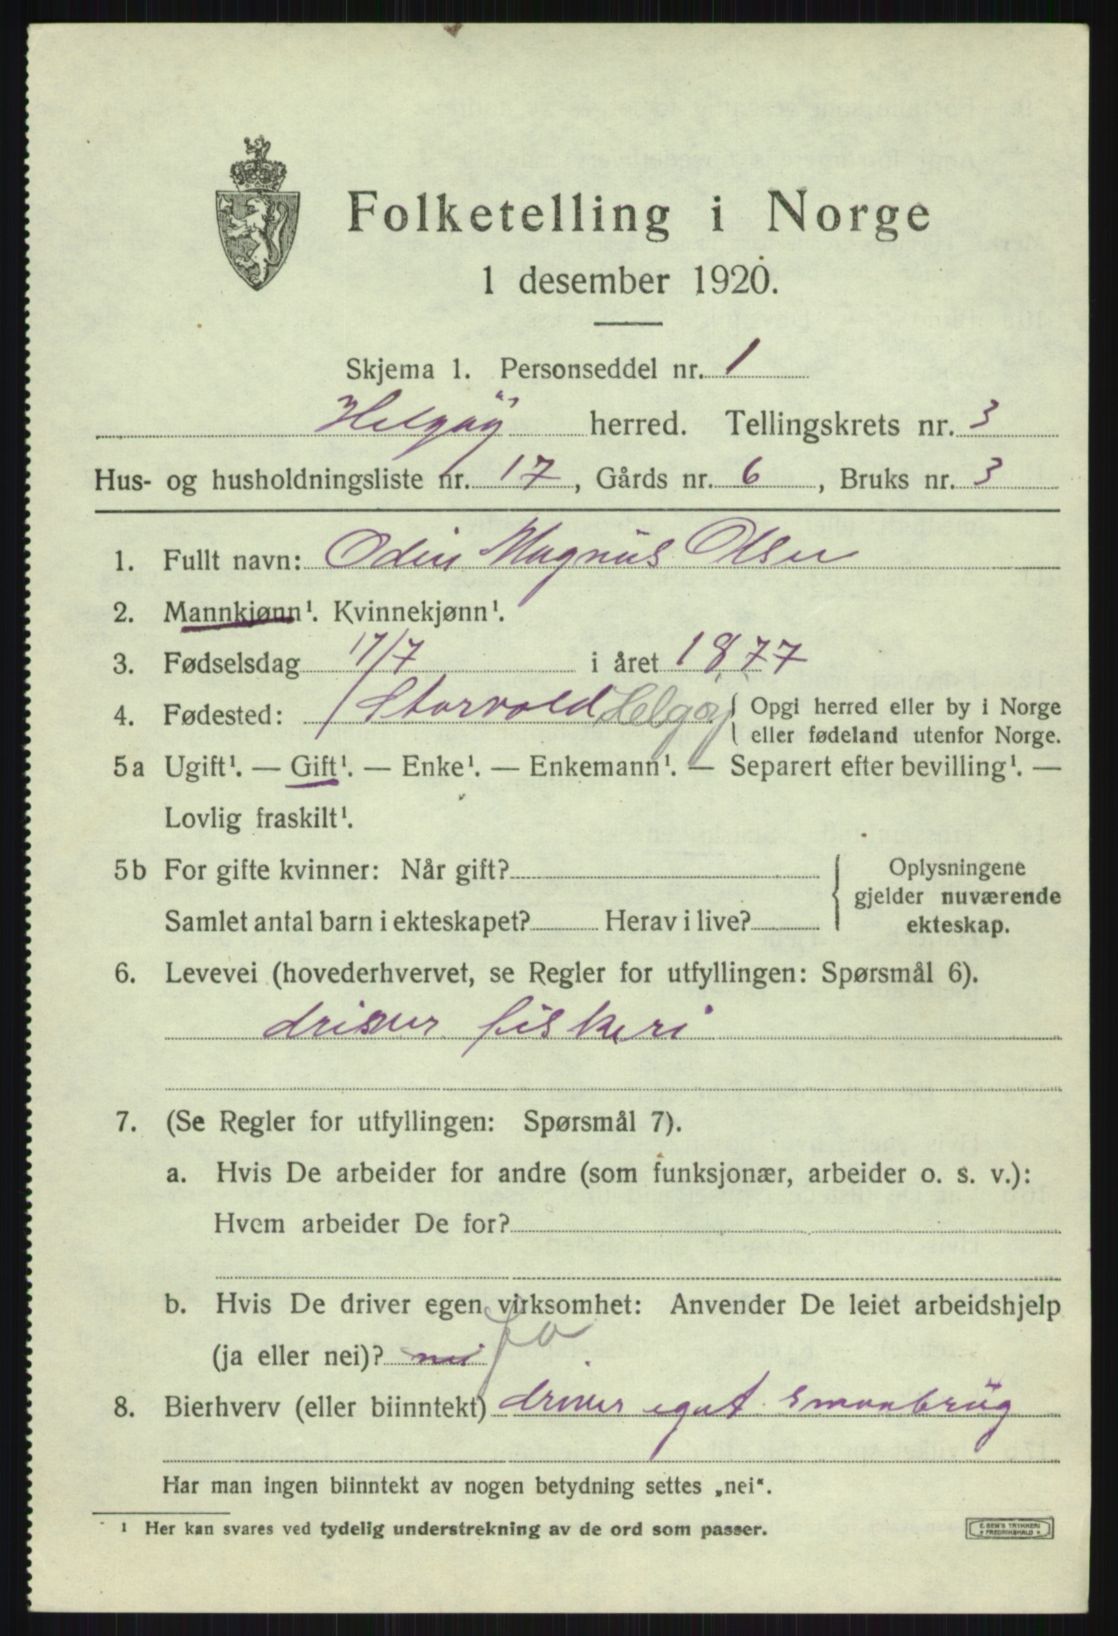 Folketelling i Norge
1 desember 1920.
Skjema 1. Personseddel nr. 1
Helgøy herred. Tellingskrets nr. 3
Hus- og husholdningsliste nr. 17, Gårds nr. 6, Bruks nr. 3
1. Fullt navn: Odin Magnus Olsen
2. Mannkjønn¹. Kvinnekjønn¹.
3. Fødselsdag 17/7 i året 1877
4. Fødested: Storvold Helgøy { Opgi herred eller by i Norge
eller fødeland utenfor Norge.
5a Ugift¹. — Gift¹. — Enke¹. — Enkemann¹. — Separert efter bevilling¹. —
Lovlig fraskilt¹.
5b For gifte kvinner: Når gift?
Samlet antal barn i ekteskapet? Herav i live?
Oplysningene
gjelder nuværende
ekteskap.
6. Levevei (hovederhvervet, se Regler for utfyllingen: Spørsmål 6).
driver fiskeri
7. (Se Regler for utfyllingen: Spørsmål 7).
a. Hvis De arbeider for andre (som funksjonær, arbeider o. s. v.):
Hvem arbeider De for?
b. Hvis De driver egen virksomhet: Anvender De leiet arbeidshjelp
(ja eller nei)? nei Ja
8. Bierhverv (eller biinntekt) driver eget smaabrug
Har man ingen biinntekt av nogen betydning settes „nei“.
¹ Her kan svares ved tydelig understrekning av de ord som passer.
E. SEM'S TRYKKERI
FREDRIKSHALD